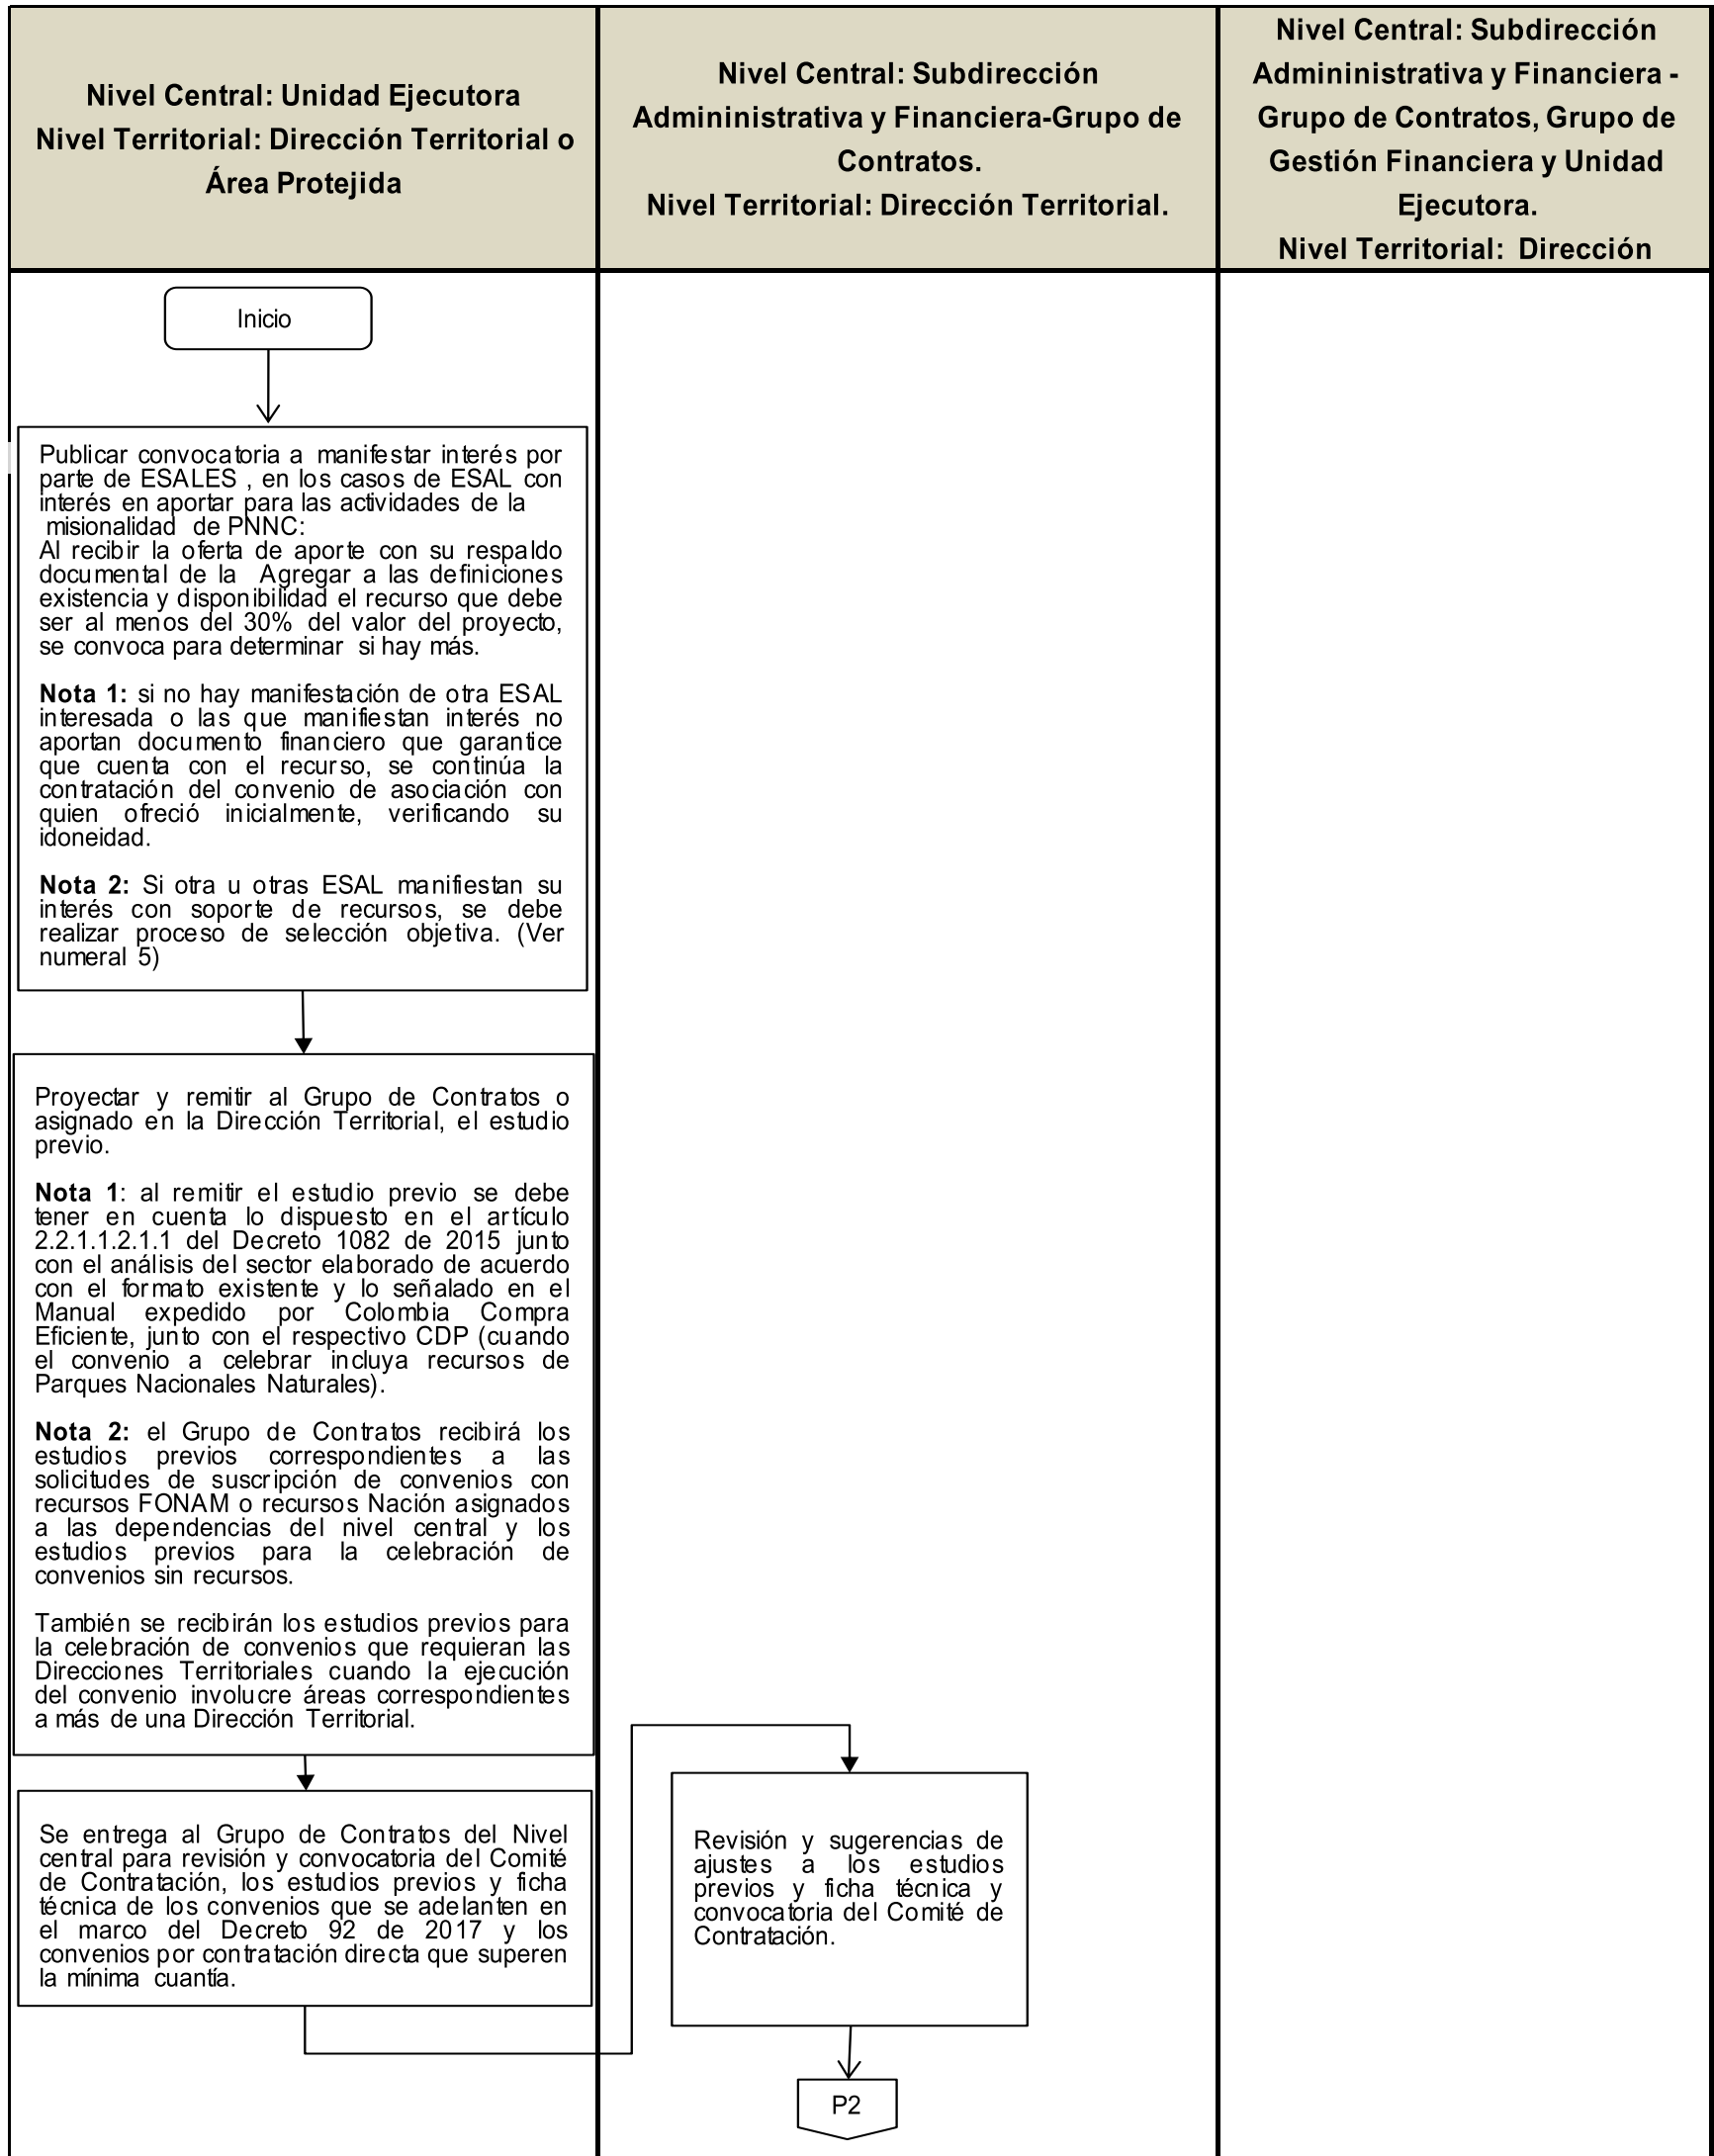 Nivel Central: Unidad Ejecutora
Nivel Territorial: Dirección Territorial o
Área Protejida
Nivel Central: Subdirección
Admininistrativa y Financiera-Grupo de
Contratos.
Nivel Territorial: Dirección Territorial.
Nivel Central: Subdirección
Admininistrativa y Financiera -
Grupo de Contratos, Grupo de
Gestión Financiera y Unidad
Ejecutora.
Nivel Territorial: Dirección
Inicio
Publicar convocatoria a manifestar interés por
parte de ESALES , en los casos de ESAL con
interés en aportar para las actividades de la
misionalidad de PNNC:
Al recibir la oferta de aporte con su respaldo
documental de la Agregar a las definiciones
existencia y disponibilidad el recurso que debe
ser al menos del 30% del valor del proyecto,
se convoca para determinar si hay más.
Nota 1: si no hay manifestación de otra ESAL
interesada o las que manifiestan interés no
aportan documento financiero que garantice
que cuenta con el recurso, se continúa la
contratación del convenio de asociación con
quien ofreció inicialmente, verificando su
idoneidad.
Nota 2: Si otra u otras ESAL manifiestan su
interés con soporte de recursos, se debe
realizar proceso de selección objetiva. (Ver
numeral 5)
Proyectar y remitir al Grupo de Contratos o
asignado en la Dirección Territorial, el estudio
previo.
Nota 1: al remitir el estudio previo se debe
tener en cuenta lo dispuesto en el artículo
2.2.1.1.2.1.1 del Decreto 1082 de 2015 junto
con el análisis del sector elaborado de acuerdo
con el formato existente y lo señalado en el
Manual expedido por Colombia Compra
Eficiente, junto con el respectivo CDP (cuando
el convenio a celebrar incluya recursos de
Parques Nacionales Naturales).
Nota 2: el Grupo de Contratos recibirá los
estudios previos correspondientes a las
solicitudes de suscripción de convenios con
recursos FONAM o recursos Nación asignados
a las dependencias del nivel central y los
estudios previos para la celebración de
convenios sin recursos.
También se recibirán los estudios previos para
la celebración de convenios que requieran las
Direcciones Territoriales cuando la ejecución
del convenio involucre áreas correspondientes
a más de una Dirección Territorial.
Se entrega al Grupo de Contratos del Nivel
central para revisión y convocatoria del Comité
de Contratación, los estudios previos y ficha
técnica de los convenios que se adelanten en
el marco del Decreto 92 de 2017 y los
convenios por contratación directa que superen
la mínima cuantía.
Revisión y sugerencias de
ajustes a los estudios
previos y ficha técnica y
convocatoria del Comité de
Contratación.
P2